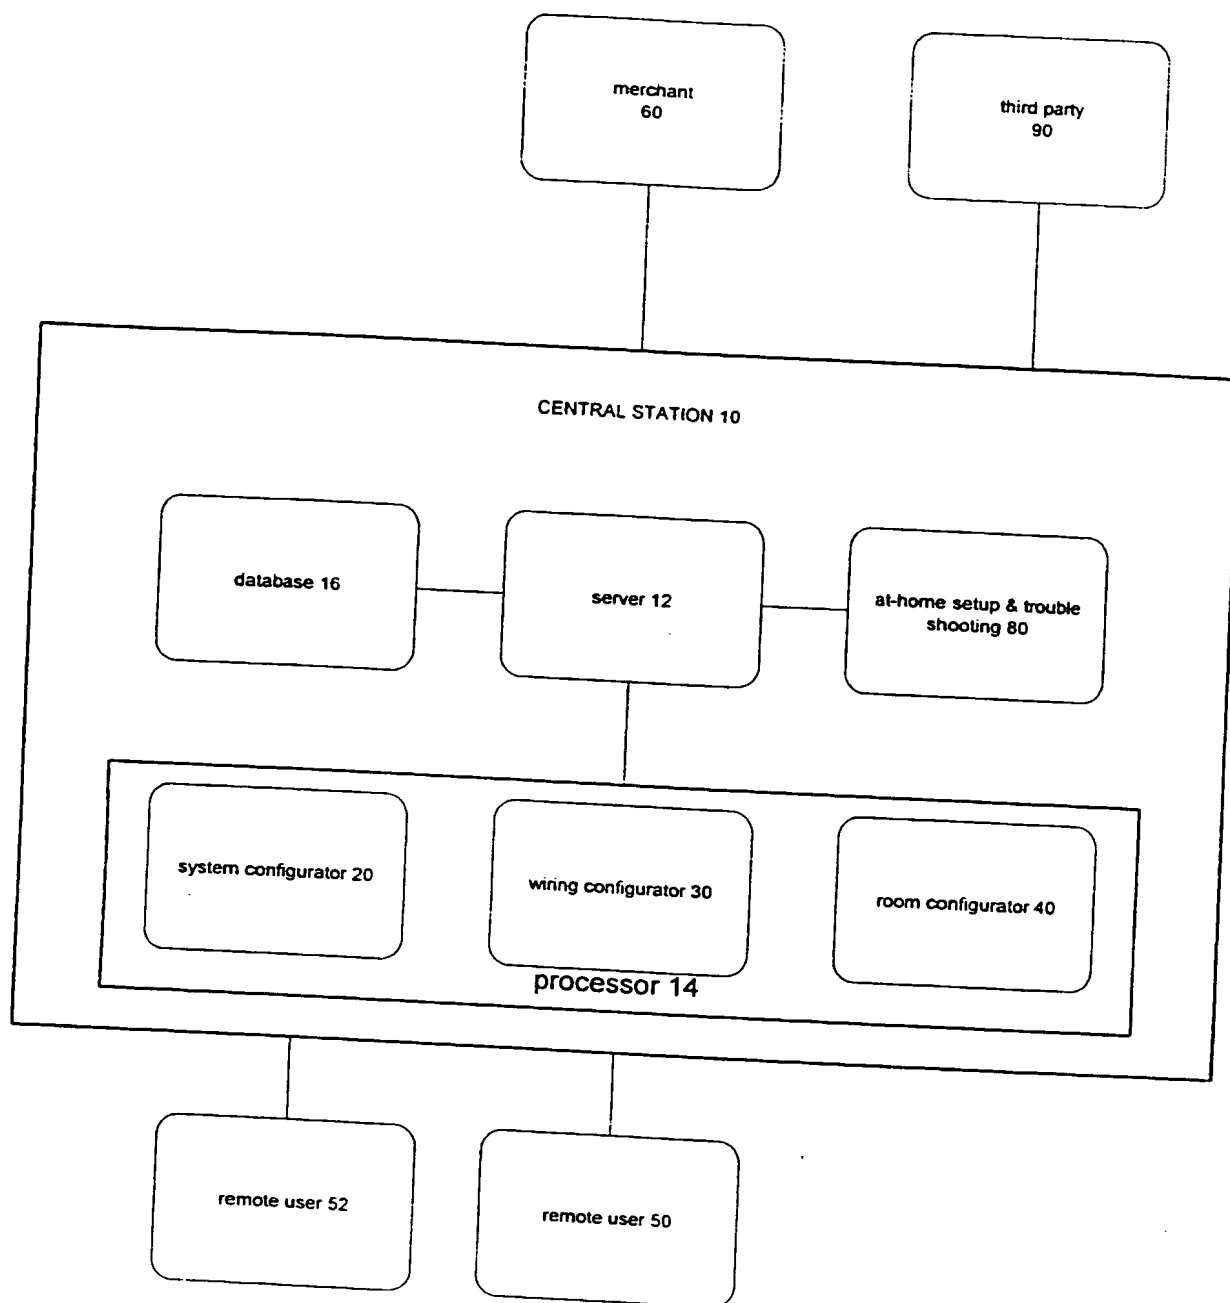 merchant
60
third party
90
CENTRAL STATION 10
database 16
server 12
at-home setup & trouble
shooting 80
system configurator 20
wiring configurator 30
room configurator 40
processor 14
remote user 52
remote user 50